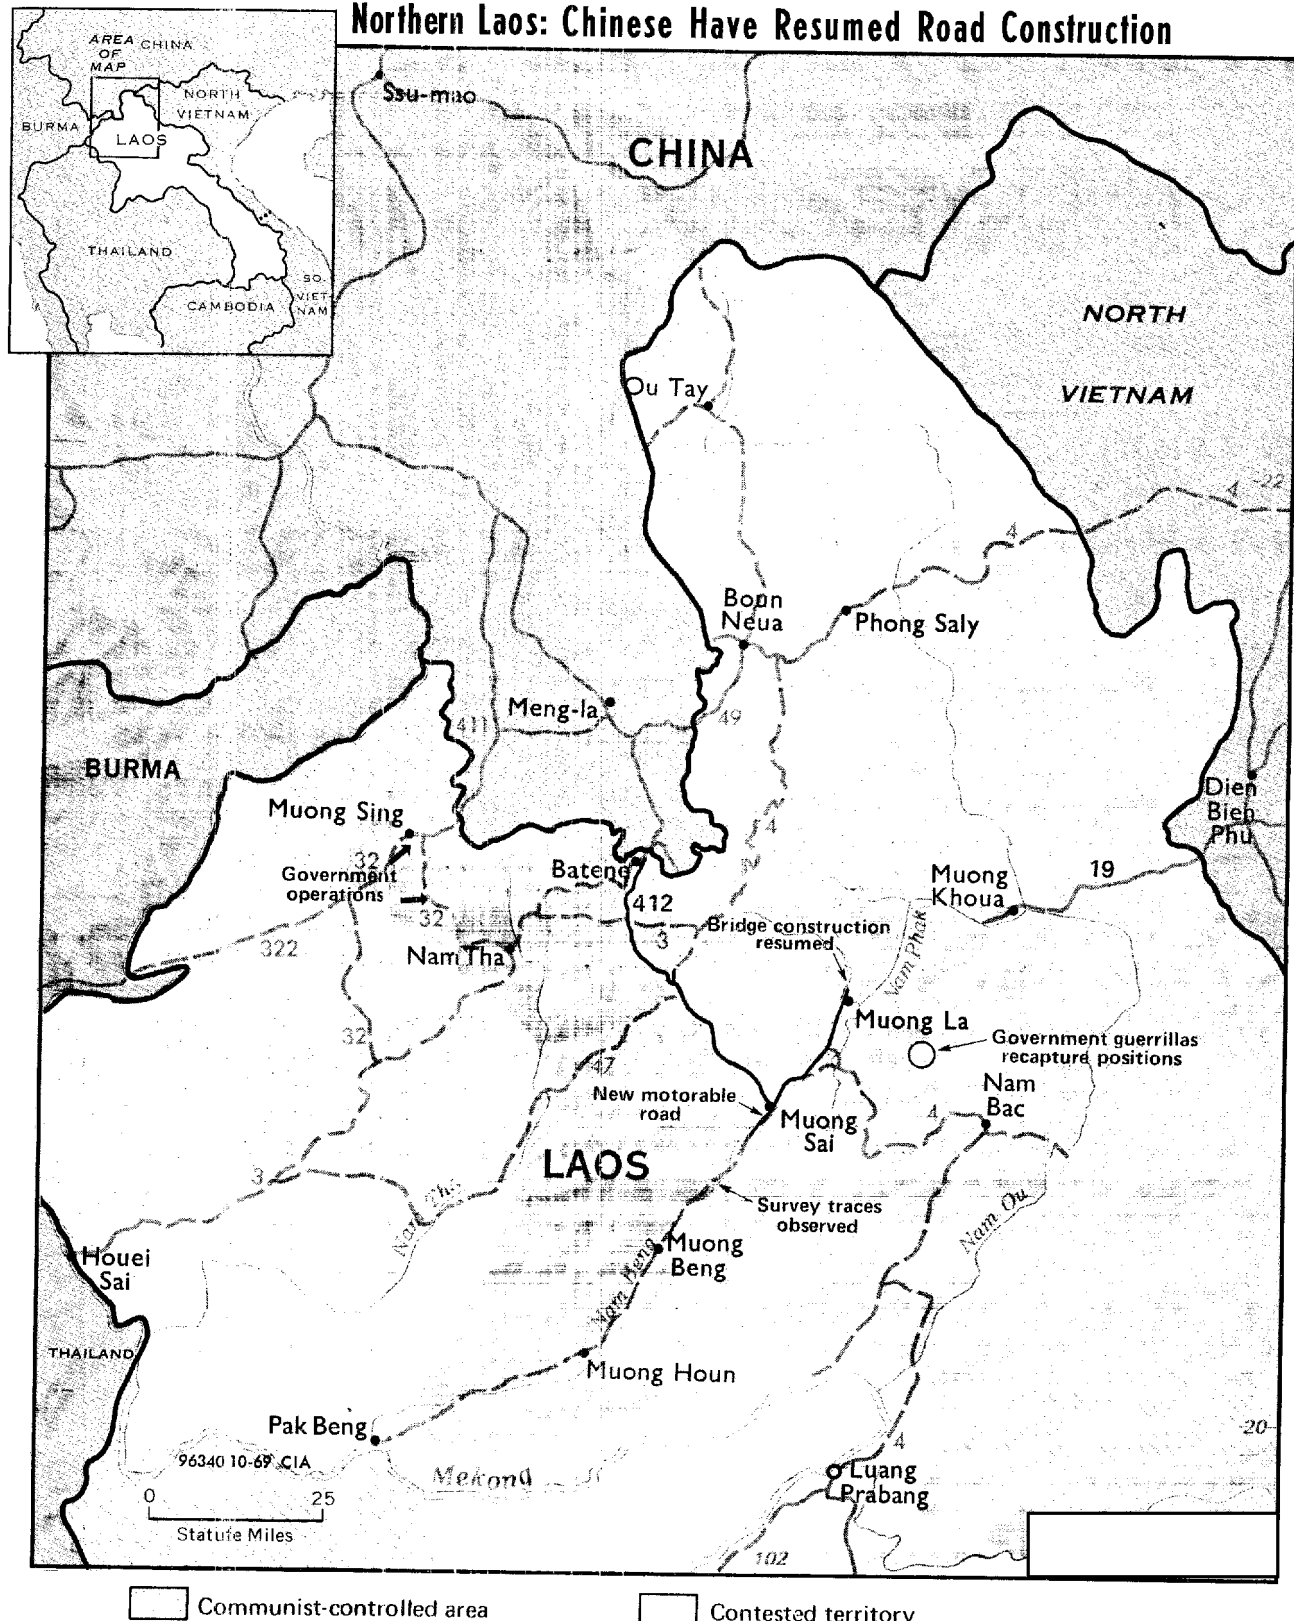 Northern Laos: Chinese Have Resumed Road Construction
AREA
OF
MAP
CHINA
NORTH
VIETNAM
BURMA
LAOS
THAILAND
CAMBODIA
SO.
VIET-
NAM
Ssu-mao
CHINA
NORTH
VIETNAM
Ou Tay
4
-22
4
Boun
Neua
Phong Saly
Meng-la
411
49
BURMA
Muong Sing
4
Dien
Bien
Phu
32
Government
operations
Batene
Muong
Khoua
19
412
32
Bridge construction
resumed
322
Nam Tha
3
Nam Phak
Muong La
Government guerrillas
recapture positions
32
47
New motorable
road
Nam
Bac
Muong
Sai
4
LAOS
3
Survey traces
observed
Nam Ou
Houei
Sai
Muong
Beng
Nam Beng
THAILAND
Muong Houn
Pak Beng
96340 10-69 CIA
Mekong
20
4
Luang
Prabang
0 25
Statute Miles
102
Communist-controlled area
Contested territory